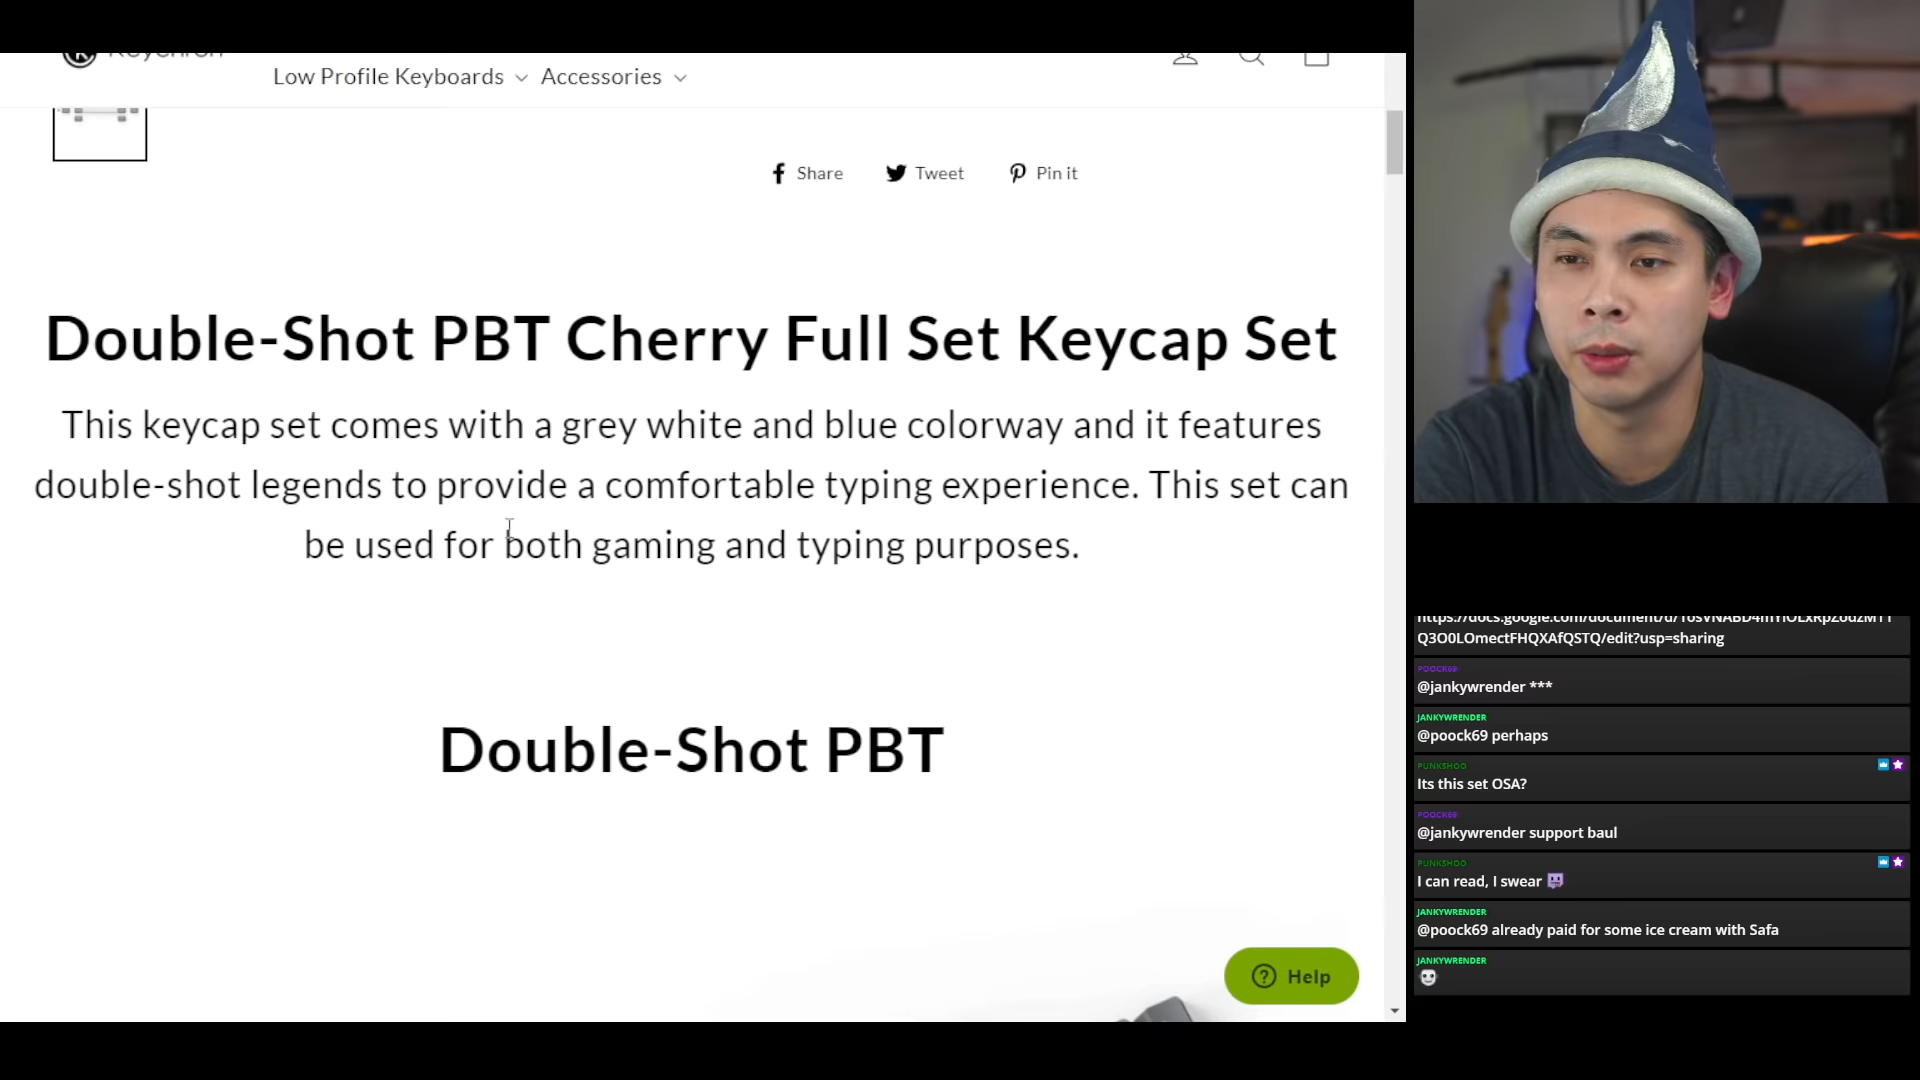 Low Profile Keyboards Accessories
Share Tweet Pin it
Double-Shot PBT Cherry Full Set Keycap Set
This keycap set comes with a grey white and blue colorway and it features
double-shot legends to provide a comfortable typing experience. This set can
be used for both gaming and typing purposes.
Double-Shot PBT
Help
Q3O0LOmectFHQXAfQSTQ/edit?usp=sharing
POOCK69
@jankywrender ***
JANKYWRENDER
@poock69 perhaps
PUNKSHOO
Its this set OSA?
POOCK69
@jankywrender support baul
PUNKSHOO
I can read, I swear
JANKYWRENDER
@poock69 already paid for some ice cream with Safa
JANKYWRENDER